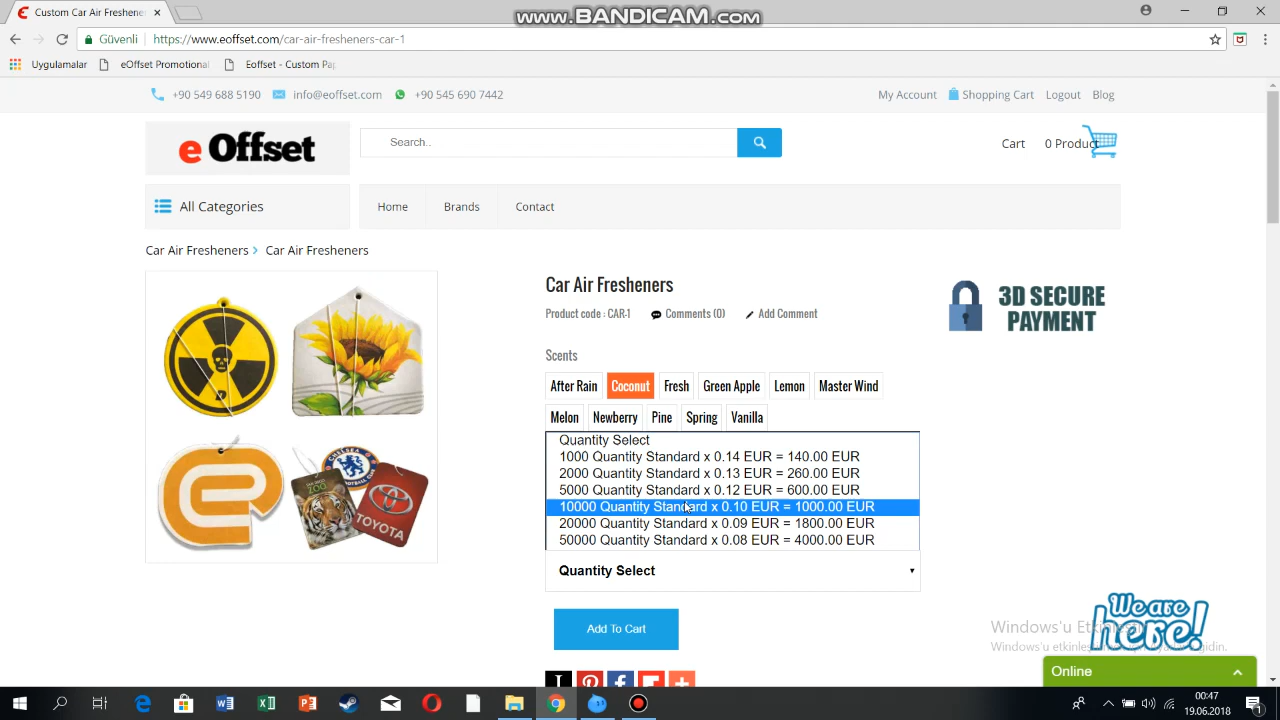 www.BANDICAM.com
Custom Car Air Freshene
Güvenli
https://www.eoffset.com/car-air-fresheners-car-1
Uygulamalar
eOffset Promotional
Eoffset - Custom Pap
+90 549 688 5190
info@eoffset.com
+90 545 690 7442
My Account
Shopping Cart
Logout
Blog
e Offset
Search..
Cart
0 Product
All Categories
Home
Brands
Contact
Car Air Fresheners
Car Air Fresheners
Car Air Fresheners
Product code : CAR-1
Comments (0)
Add Comment
3D SECURE
PAYMENT
Scents
After Rain
Coconut
Fresh
Green Apple
Lemon
Master Wind
Melon
Newberry
Pine
Spring
Vanilla
Quantity Select
1000 Quantity Standard x 0.14 EUR = 140.00 EUR
2000 Quantity Standard x 0.13 EUR = 260.00 EUR
5000 Quantity Standard x 0.12 EUR = 600.00 EUR
10000 Quantity Standard x 0.10 EUR = 1000.00 EUR
20000 Quantity Standard x 0.09 EUR = 1800.00 EUR
50000 Quantity Standard x 0.08 EUR = 4000.00 EUR
Quantity Select
CHELSEA
ZOO
TOYOTA
Add To Cart
We are
here!
Windows'u
Online
00:47
19.06.2018
1